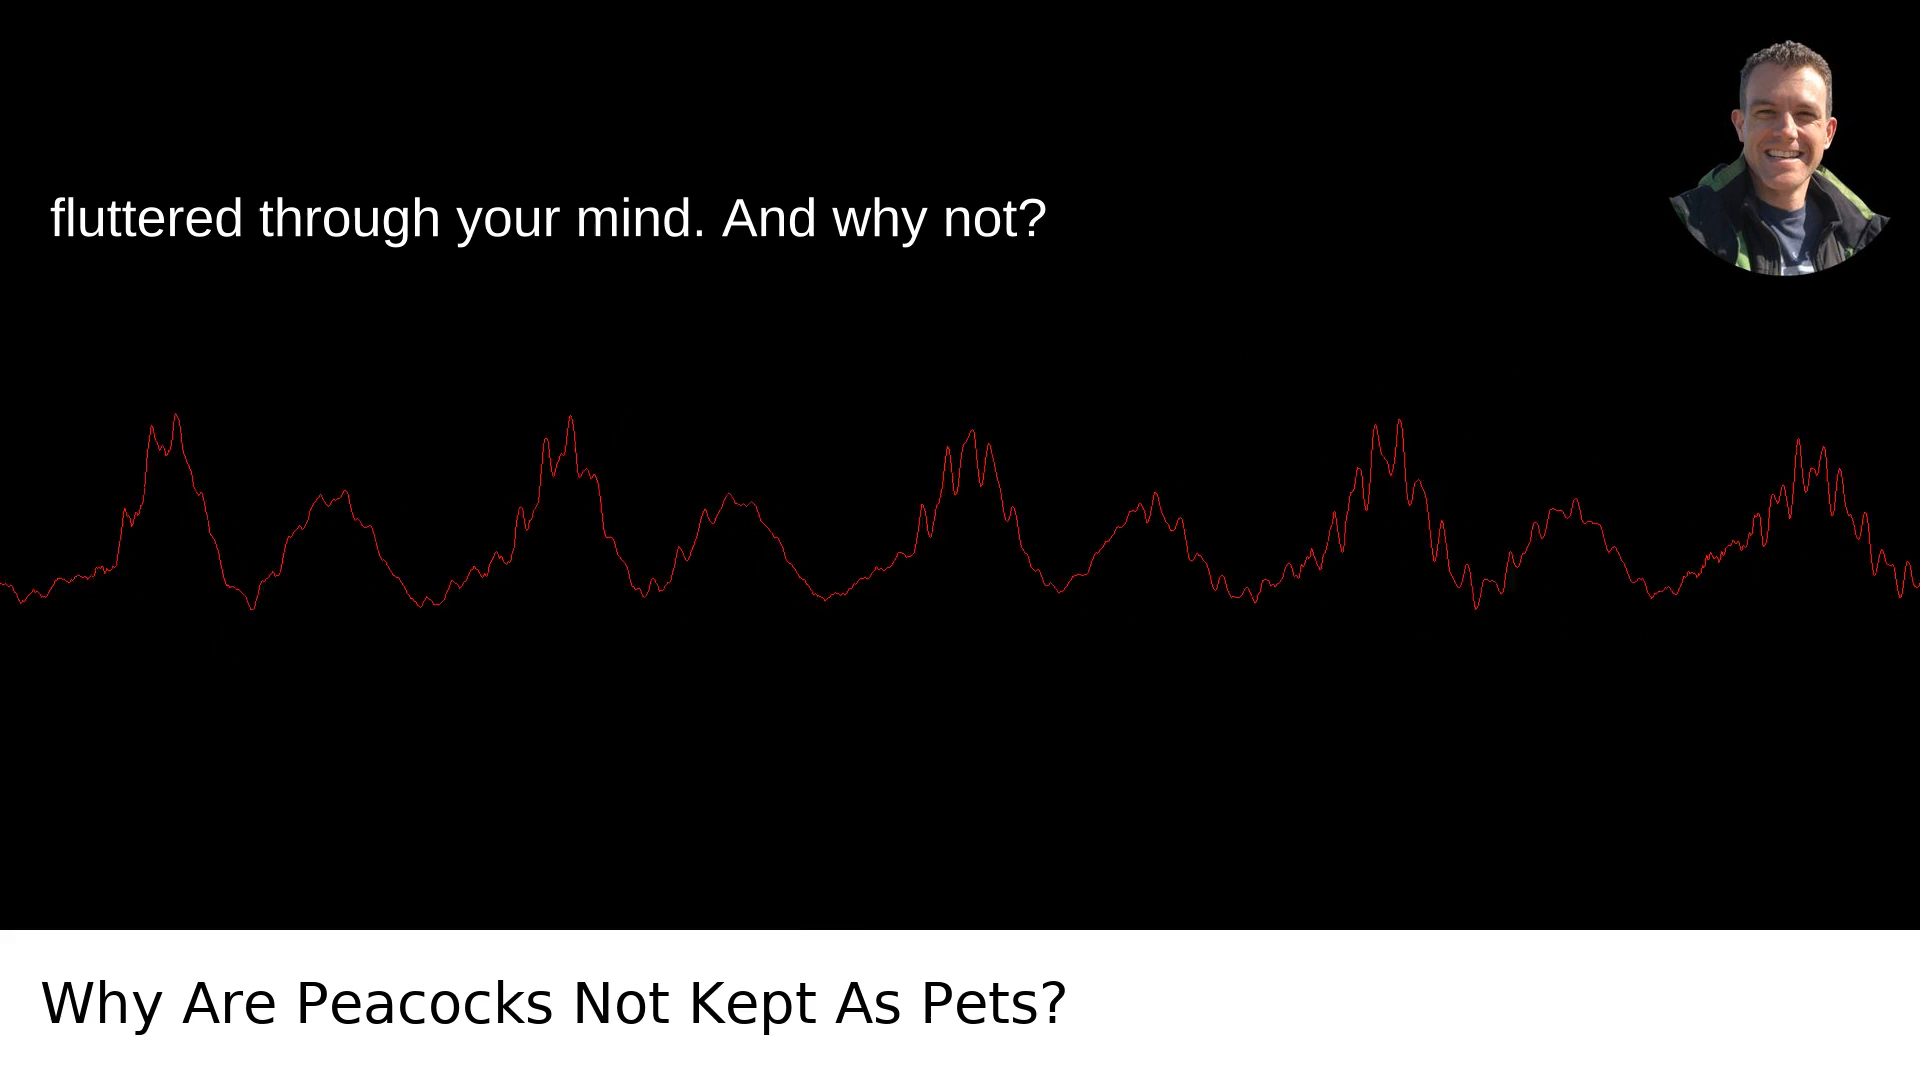 fluttered through your mind. And why not?
Why Are Peacocks Not Kept As Pets?